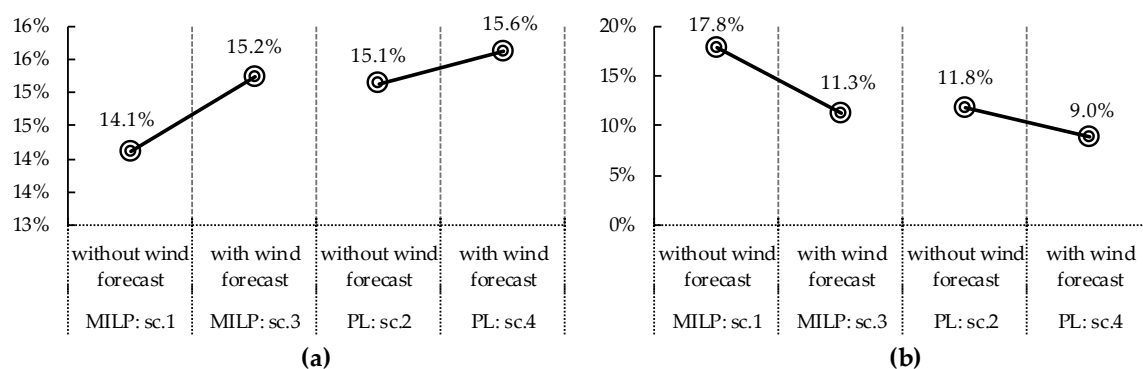 16%
16%
15%
15%
14%
14%
13%
14.1%
15.2%
15.1%
15.6%
without wind forecast
with wind forecast
without wind forecast
with wind forecast
MILP: sc.1
MILP: sc.3
PL: sc.2
PL: sc.4
(a)
20%
15%
10%
5%
0%
17.8%
11.3%
11.8%
9.0%
without wind forecast
with wind forecast
without wind forecast
with wind forecast
MILP: sc.1
MILP: sc.3
PL: sc.2
PL: sc.4
(b)